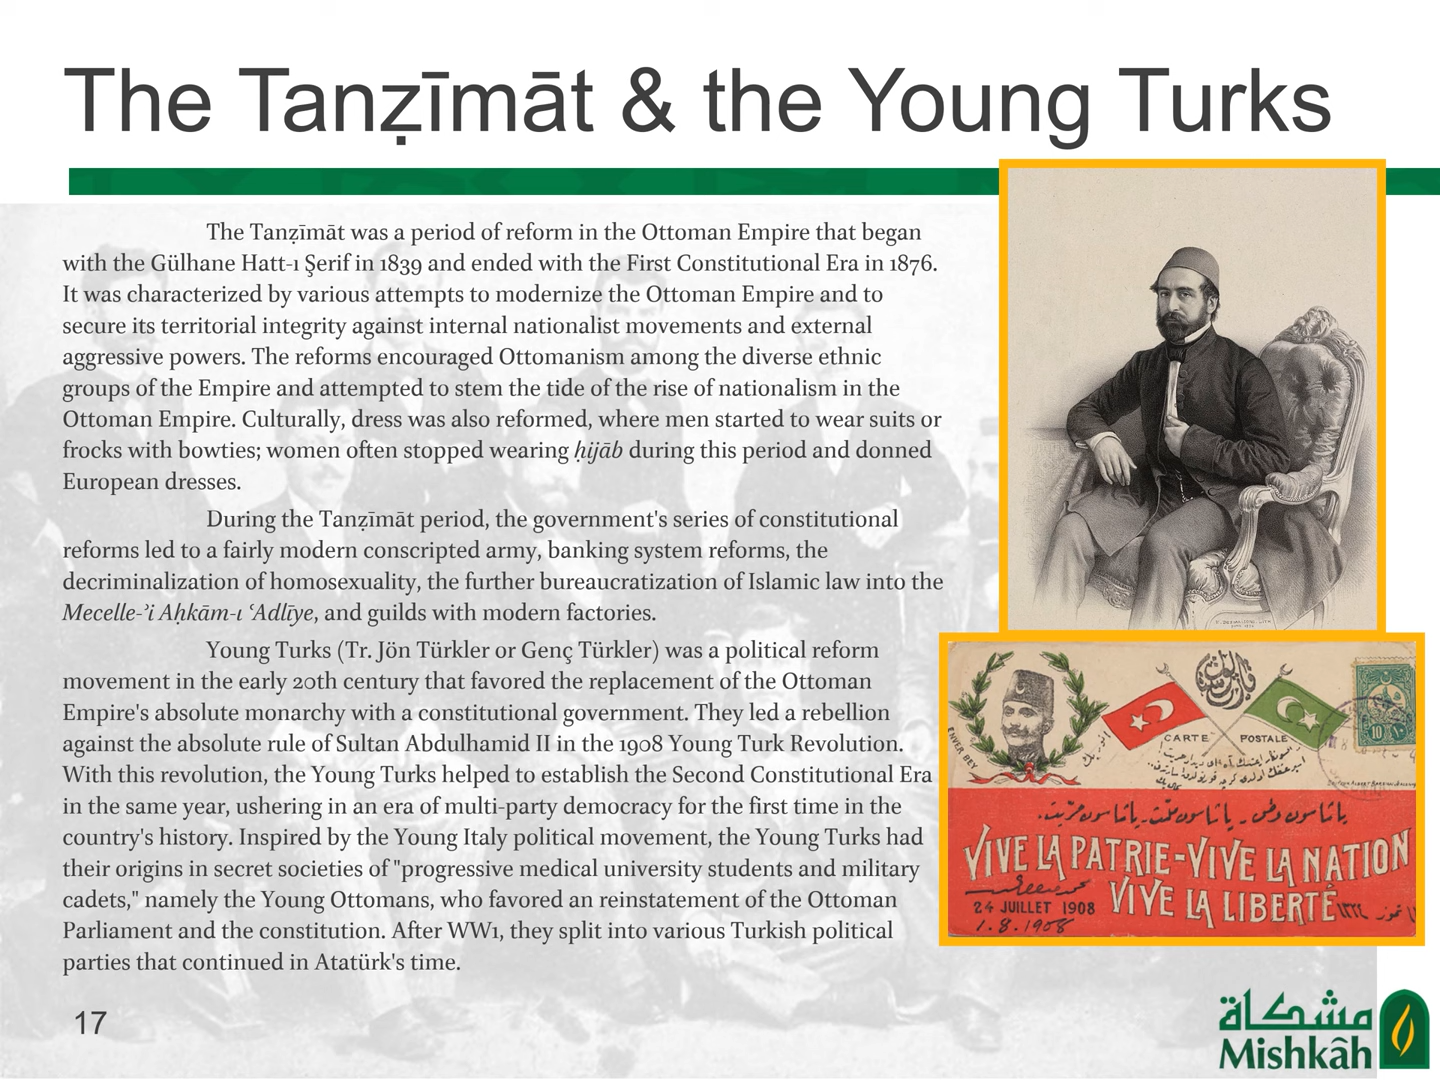 The Tanẓīmāt & the Young Turks
The Tanẓīmāt was a period of reform in the Ottoman Empire that began
with the Gülhane Hatt-ı Şerif in 1839 and ended with the First Constitutional Era in 1876.
It was characterized by various attempts to modernize the Ottoman Empire and to
secure its territorial integrity against internal nationalist movements and external
aggressive powers. The reforms encouraged Ottomanism among the diverse ethnic
groups of the Empire and attempted to stem the tide of the rise of nationalism in the
Ottoman Empire. Culturally, dress was also reformed, where men started to wear suits or
frocks with bowties; women often stopped wearing ḥijāb during this period and donned
European dresses.
During the Tanẓīmāt period, the government's series of constitutional
reforms led to a fairly modern conscripted army, banking system reforms, the
decriminalization of homosexuality, the further bureaucratization of Islamic law into the
Mecelle-ʾi Aḥkām-ı ʿAdlīye, and guilds with modern factories.
Young Turks (Tr. Jön Türkler or Genç Türkler) was a political reform
movement in the early 20th century that favored the replacement of the Ottoman
Empire's absolute monarchy with a constitutional government. They led a rebellion
against the absolute rule of Sultan Abdulhamid II in the 1908 Young Turk Revolution.
With this revolution, the Young Turks helped to establish the Second Constitutional Era
in the same year, ushering in an era of multi-party democracy for the first time in the
country's history. Inspired by the Young Italy political movement, the Young Turks had
their origins in secret societies of "progressive medical university students and military
cadets," namely the Young Ottomans, who favored an reinstatement of the Ottoman
Parliament and the constitution. After WW1, they split into various Turkish political
parties that continued in Atatürk's time.
ENVER BEY
CARTE POSTALE
10
ياشاسون وطن - ياشاسون ملت - ياشاسون حريت
VIVE LA PATRIE-VIVE LA NATION
VIVE LA LIBERTÉ
24 JUILLET 1908
1.8.1908
17
مشكاة
Mishkâh